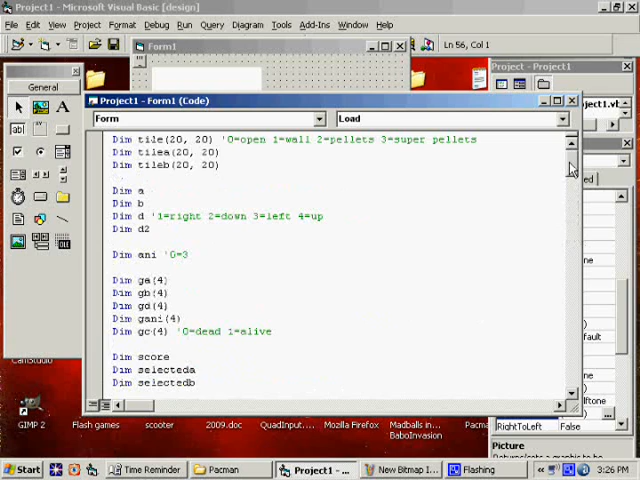 Project1 - Microsoft Visual Basic [design]
File Edit View Project Format Debug Run Query Diagram Tools Add-Ins Window Help
Ln 56, Col 1
Form1
Project - Project1
General
Project1 - Form1 (Code)
Form Load
Dim tile(20, 20) '0=open 1=wall 2=pellets 3=super pellets
Dim tilea(20, 20)
Dim tileb(20, 20)
Dim a
Dim b
Dim d '1=right 2=down 3=left 4=up
Dim d2
Dim ani '0=3
Dim ga(4)
Dim gb(4)
Dim gd(4)
Dim gani(4)
Dim gc(4) '0=dead 1=alive
Dim score
Dim selecteda
Dim selectedb
CamStudio
RightToLeft False
GIMP 2 Flash games scooter 2009.doc QuadInput... Mozilla Firefox Madballs in ... BaboInvasion
Picture
Start Time Reminder Pacman Project1 - ... New Bitmap I... Flashing 3:26 PM